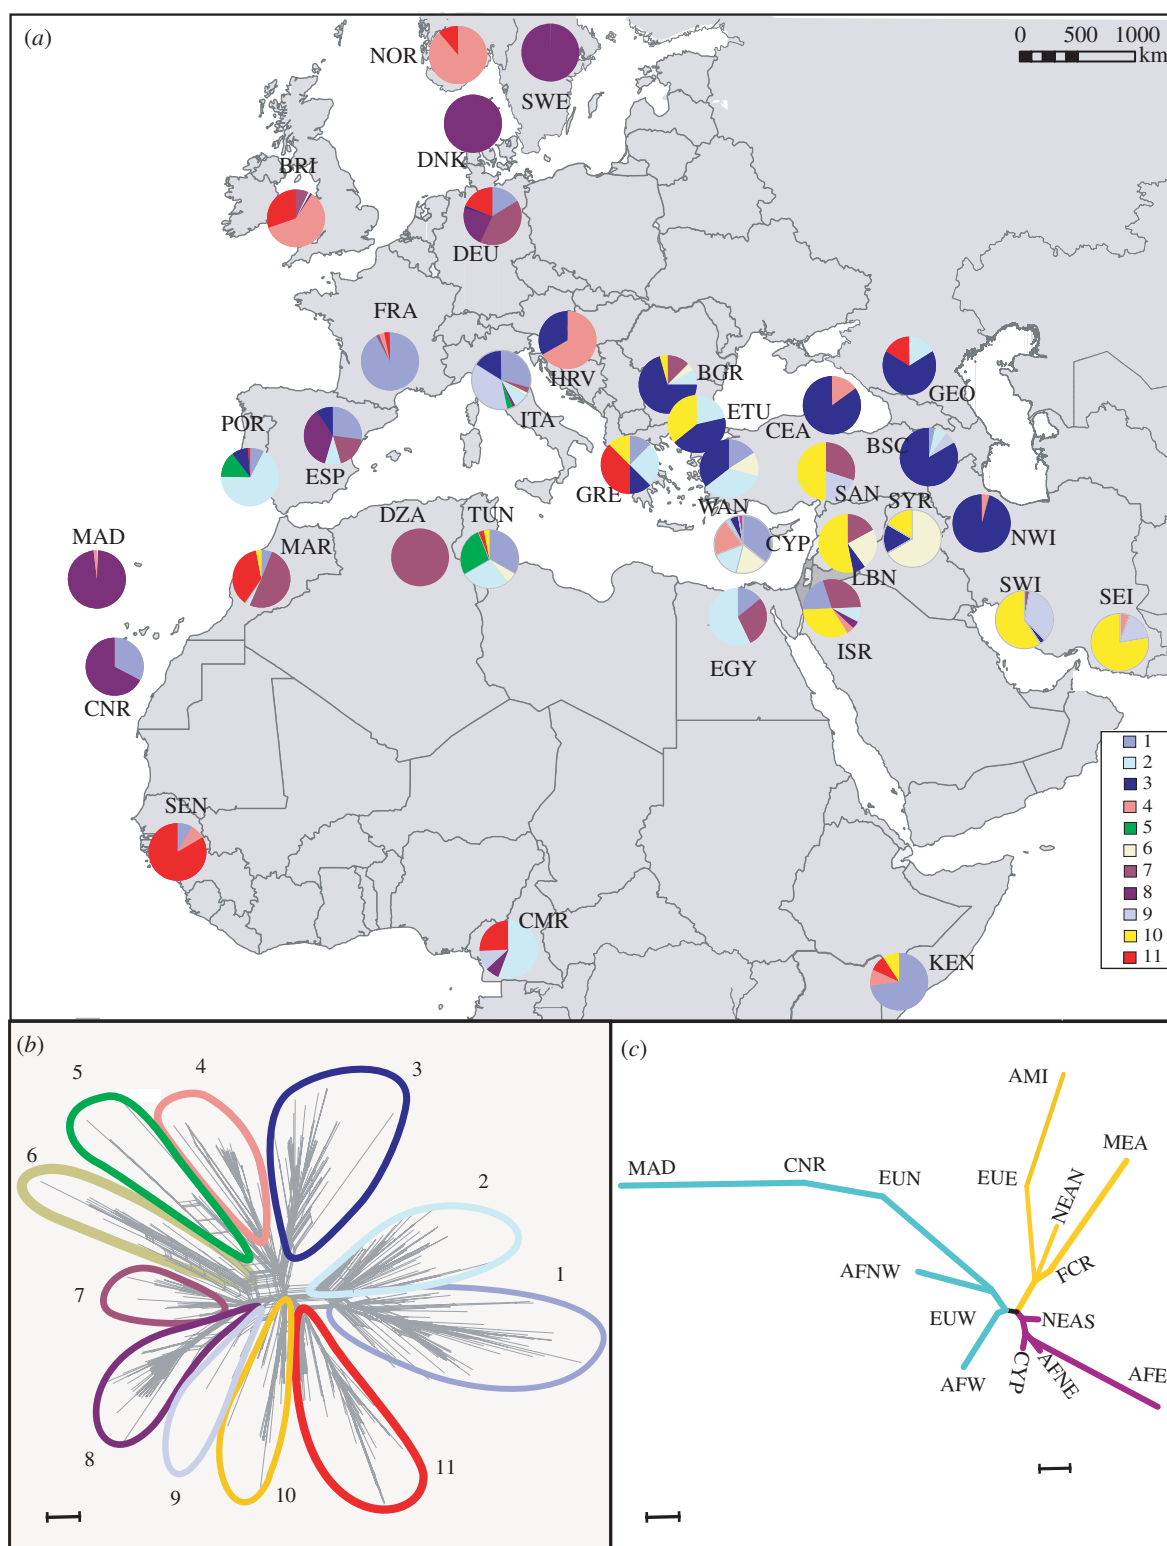 (a)
0 500 1000
km
NOR
SWE
DNK
BRI
DEU
FRA
HRV
ITA
BGR
ETU
GEO
CEA
BSC
POR
ESP
GRE
WAN
SAN
SYR
NWI
MAD
MAR
DZA
TUN
CYP
LBN
SWI
SEI
CNR
EGY
ISR
SEN
CMR
KEN
1
2
3
4
5
6
7
8
9
10
11
(b)
5
4
3
6
2
1
7
8
9
10
11
(c)
AMI
MEA
MAD
CNR
EUN
EUE
NEAN
AFNW
FCR
EUW
NEAS
AFW
CYP
AFNE
AFE